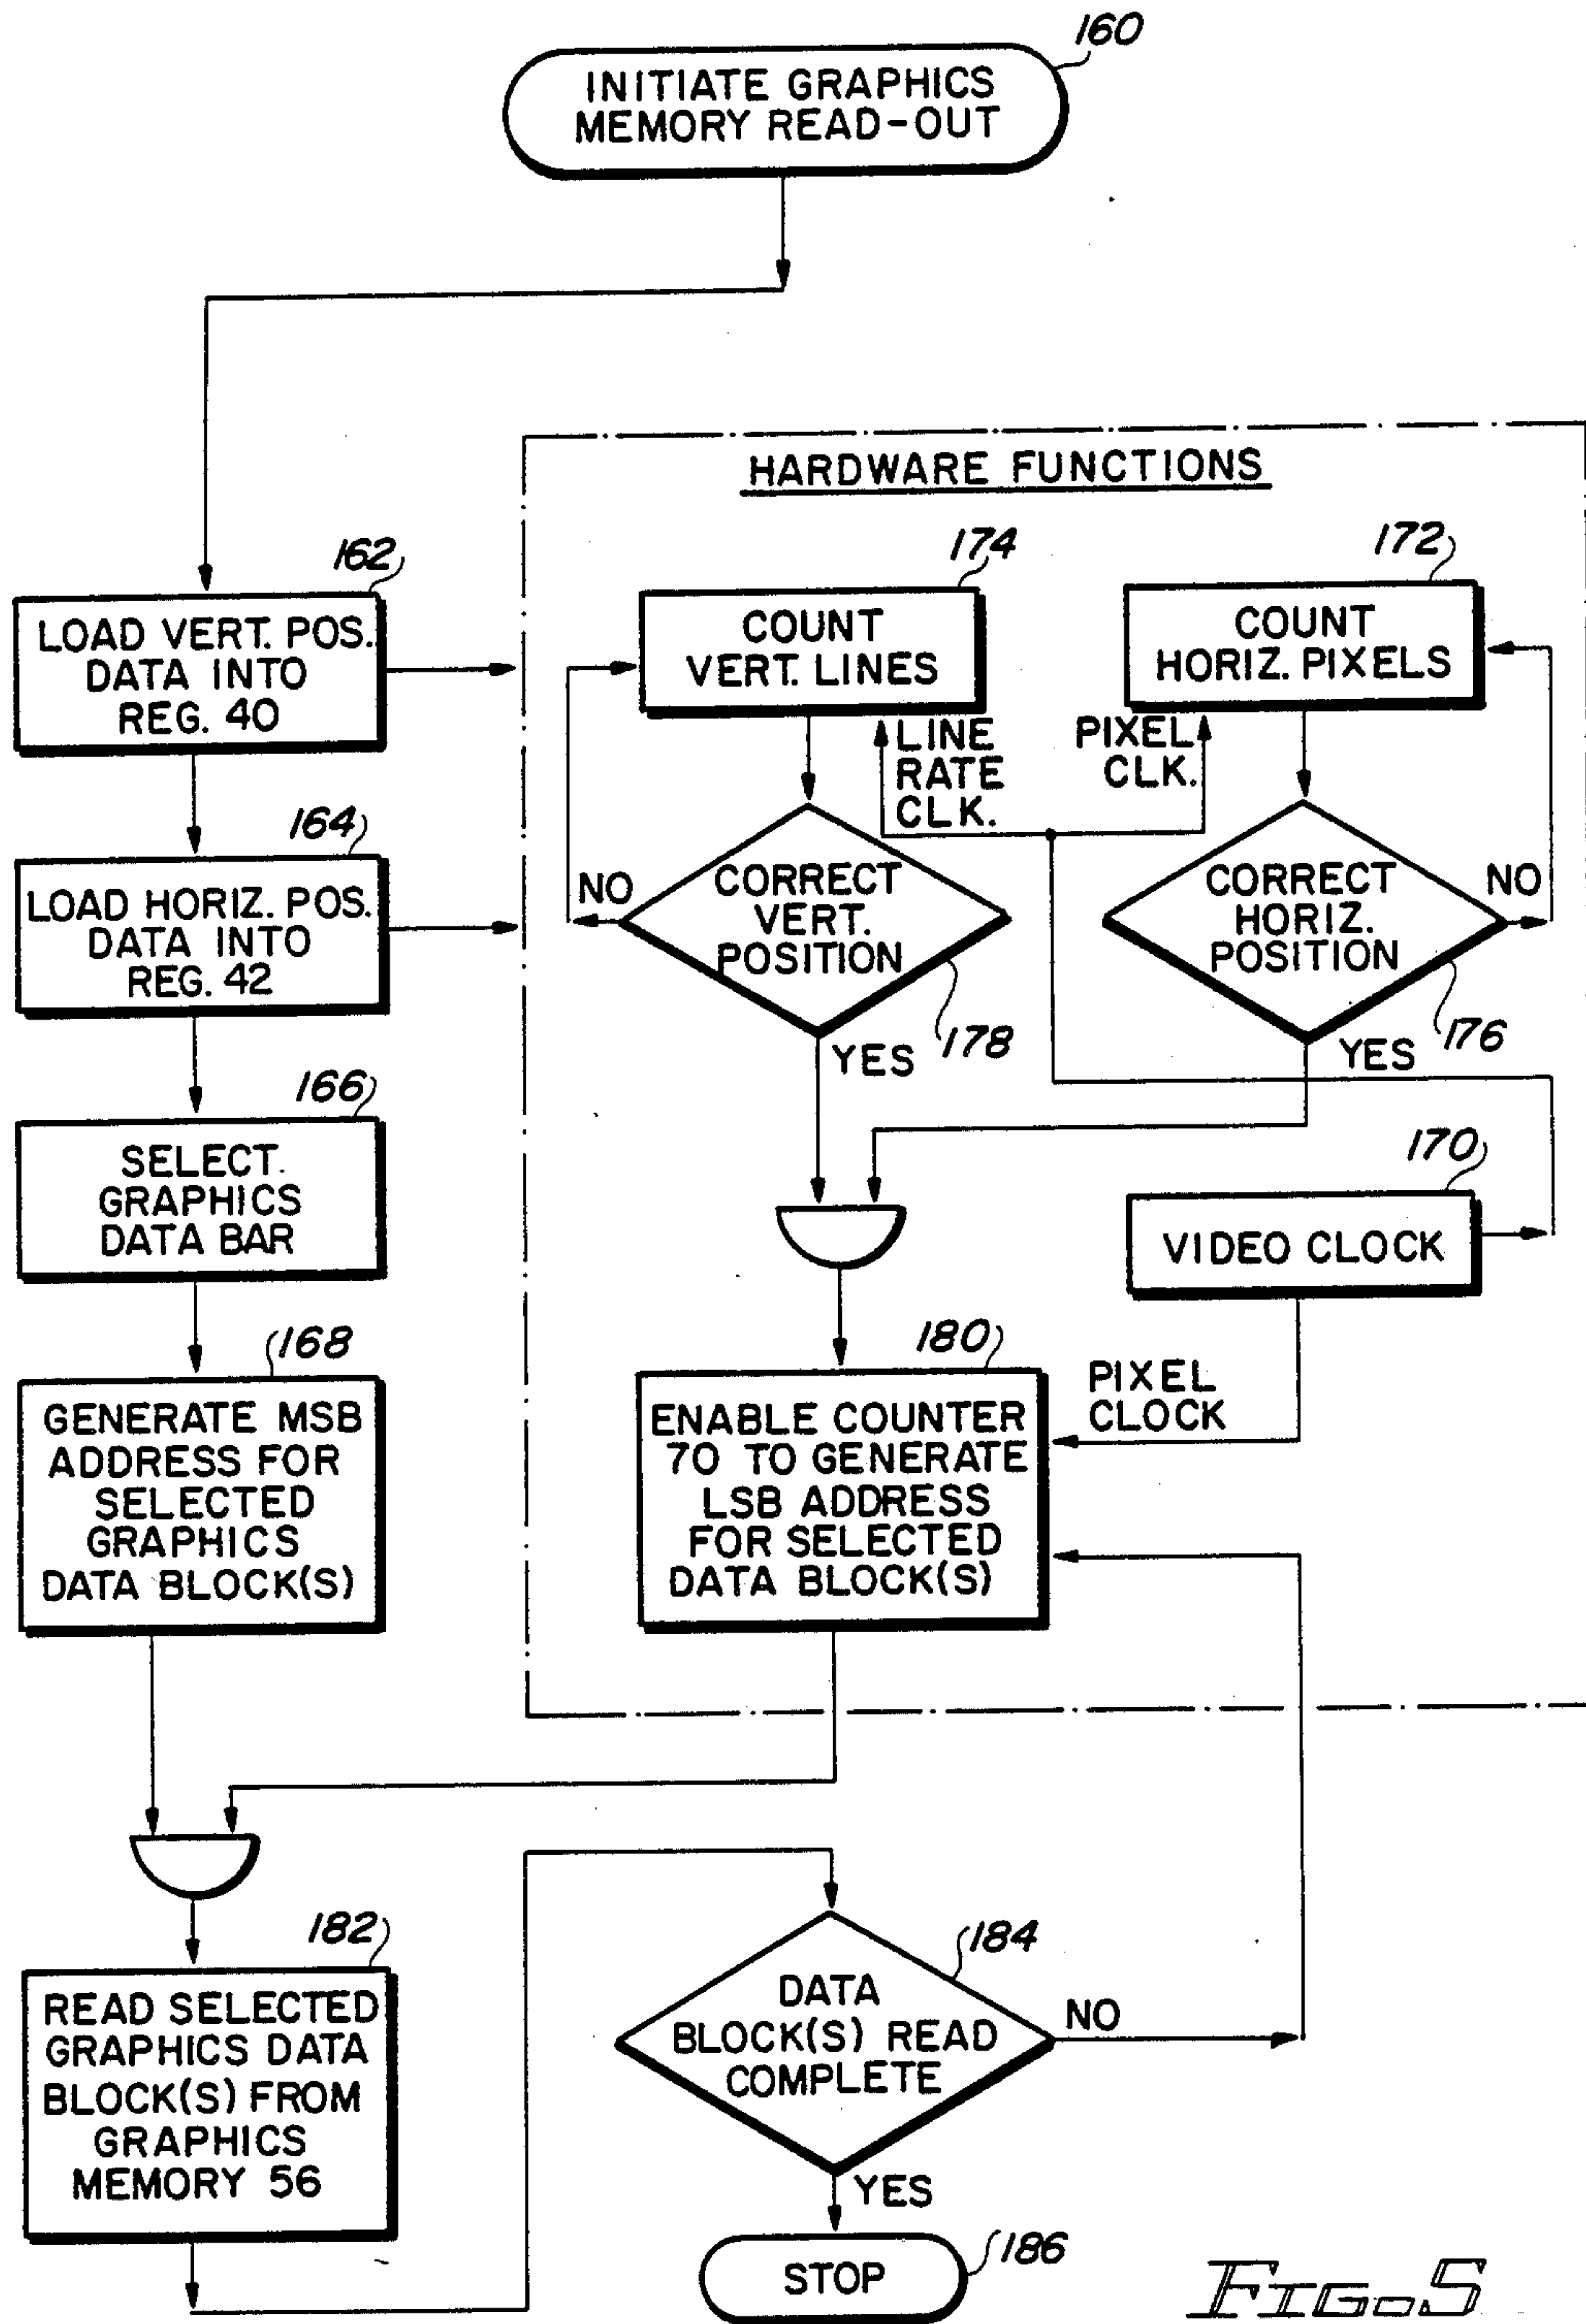 160
INITIATE GRAPHICS
MEMORY READ-OUT
HARDWARE FUNCTIONS
162
LOAD VERT. POS.
DATA INTO
REG. 40
164
LOAD HORIZ. POS.
DATA INTO
REG. 42
166
SELECT.
GRAPHICS
DATA BAR
168
GENERATE MSB
ADDRESS FOR
SELECTED
GRAPHICS
DATA BLOCK(S)
174
COUNT
VERT. LINES
172
COUNT
HORIZ. PIXELS
LINE
RATE
CLK.
PIXEL
CLK.
NO
CORRECT
VERT.
POSITION
178
YES
CORRECT
HORIZ.
POSITION
NO
176
YES
170
VIDEO CLOCK
180
PIXEL
CLOCK
ENABLE COUNTER
70 TO GENERATE
LSB ADDRESS
FOR SELECTED
DATA BLOCK(S)
182
READ SELECTED
GRAPHICS DATA
BLOCK(S) FROM
GRAPHICS
MEMORY 56
184
DATA
BLOCK(S) READ
COMPLETE
NO
YES
STOP
186
FIG. 5